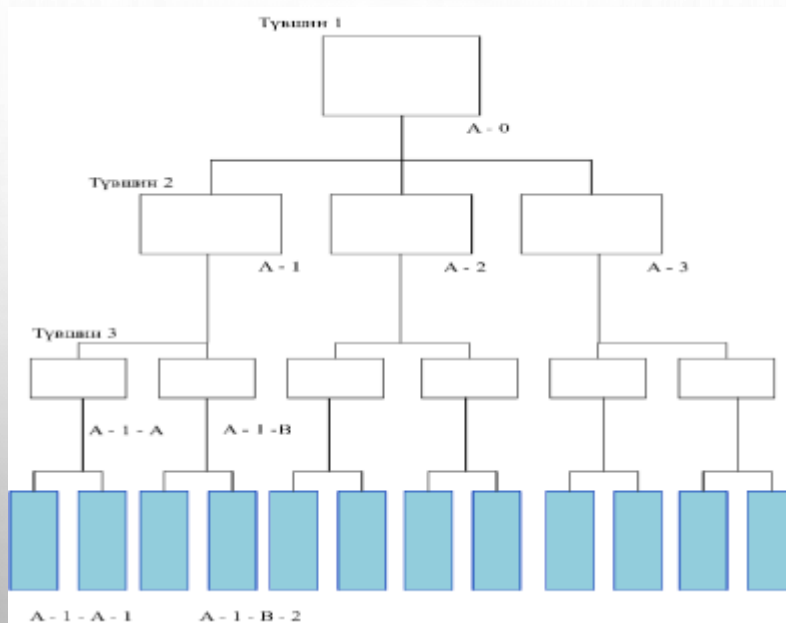 Түвшин 1
А - 0
Түвшин 2
А - 1
А - 2
А - 3
Түвшин 3
А - 1 - А
А - 1 -В
А - 1 - А - 1
А - 1 - В - 2